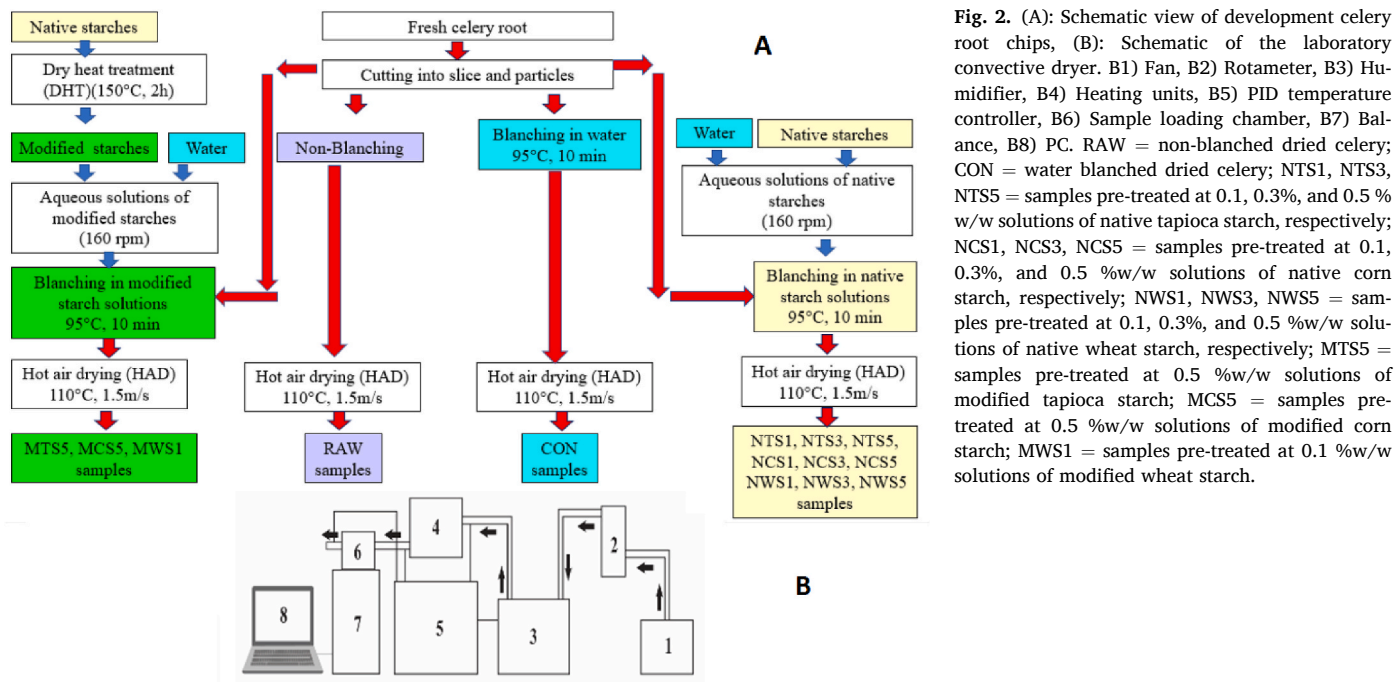 Native starches
Dry heat treatment
(DHT)(150°C, 2h)
Modified starches
Water
Aqueous solutions of
modified starches
(160 rpm)
Blanching in modified
starch solutions
95°C, 10 min
Hot air drying (HAD)
110°C, 1.5m/s
MTS5, MCS5, MWS1
samples
Fresh celery root
Cutting into slice and particles
Non-Blanching
Hot air drying (HAD)
110°C, 1.5m/s
RAW
samples
Blanching in water
95°C, 10 min
Hot air drying (HAD)
110°C, 1.5m/s
CON
samples
A
Water
Native starches
Aqueous solutions of native
starches
(160 rpm)
Blanching in native
starch solutions
95°C, 10 min
Hot air drying (HAD)
110°C, 1.5m/s
NTS1, NTS3, NTS5,
NCS1, NCS3, NCS5
NWS1, NWS3, NWS5
samples
4
6
2
8
7
5
3
1
B
Fig. 2. (A): Schematic view of development celery
root chips, (B): Schematic of the laboratory
convective dryer. B1) Fan, B2) Rotameter, B3) Hu-
midifier, B4) Heating units, B5) PID temperature
controller, B6) Sample loading chamber, B7) Bal-
ance, B8) PC. RAW = non-blanched dried celery;
CON = water blanched dried celery; NTS1, NTS3,
NTS5 = samples pre-treated at 0.1, 0.3%, and 0.5 %
w/w solutions of native tapioca starch, respectively;
NCS1, NCS3, NCS5 = samples pre-treated at 0.1,
0.3%, and 0.5 %w/w solutions of native corn
starch, respectively; NWS1, NWS3, NWS5 = sam-
ples pre-treated at 0.1, 0.3%, and 0.5 %w/w solu-
tions of native wheat starch, respectively; MTS5 =
samples pre-treated at 0.5 %w/w solutions of
modified tapioca starch; MCS5 = samples pre-
treated at 0.5 %w/w solutions of modified corn
starch; MWS1 = samples pre-treated at 0.1 %w/w
solutions of modified wheat starch.